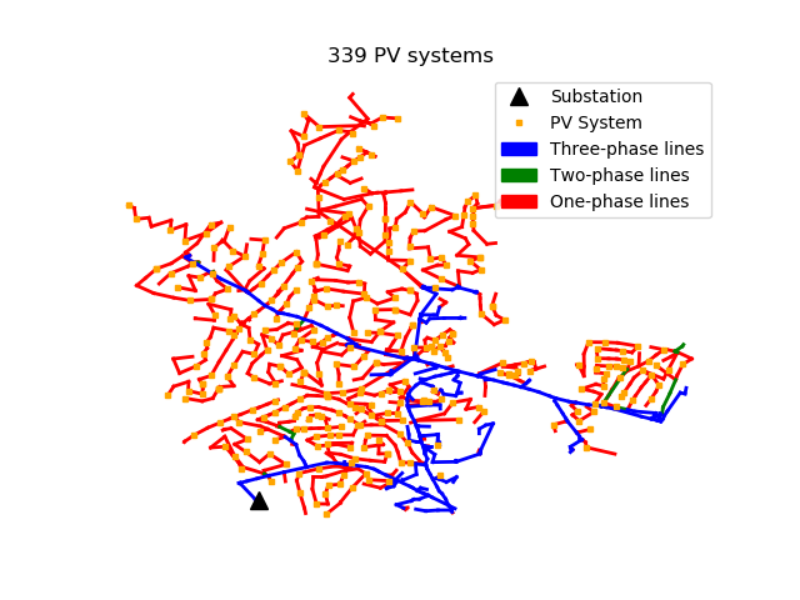 339 PV systems
Substation
PV System
Three-phase lines
Two-phase lines
One-phase lines